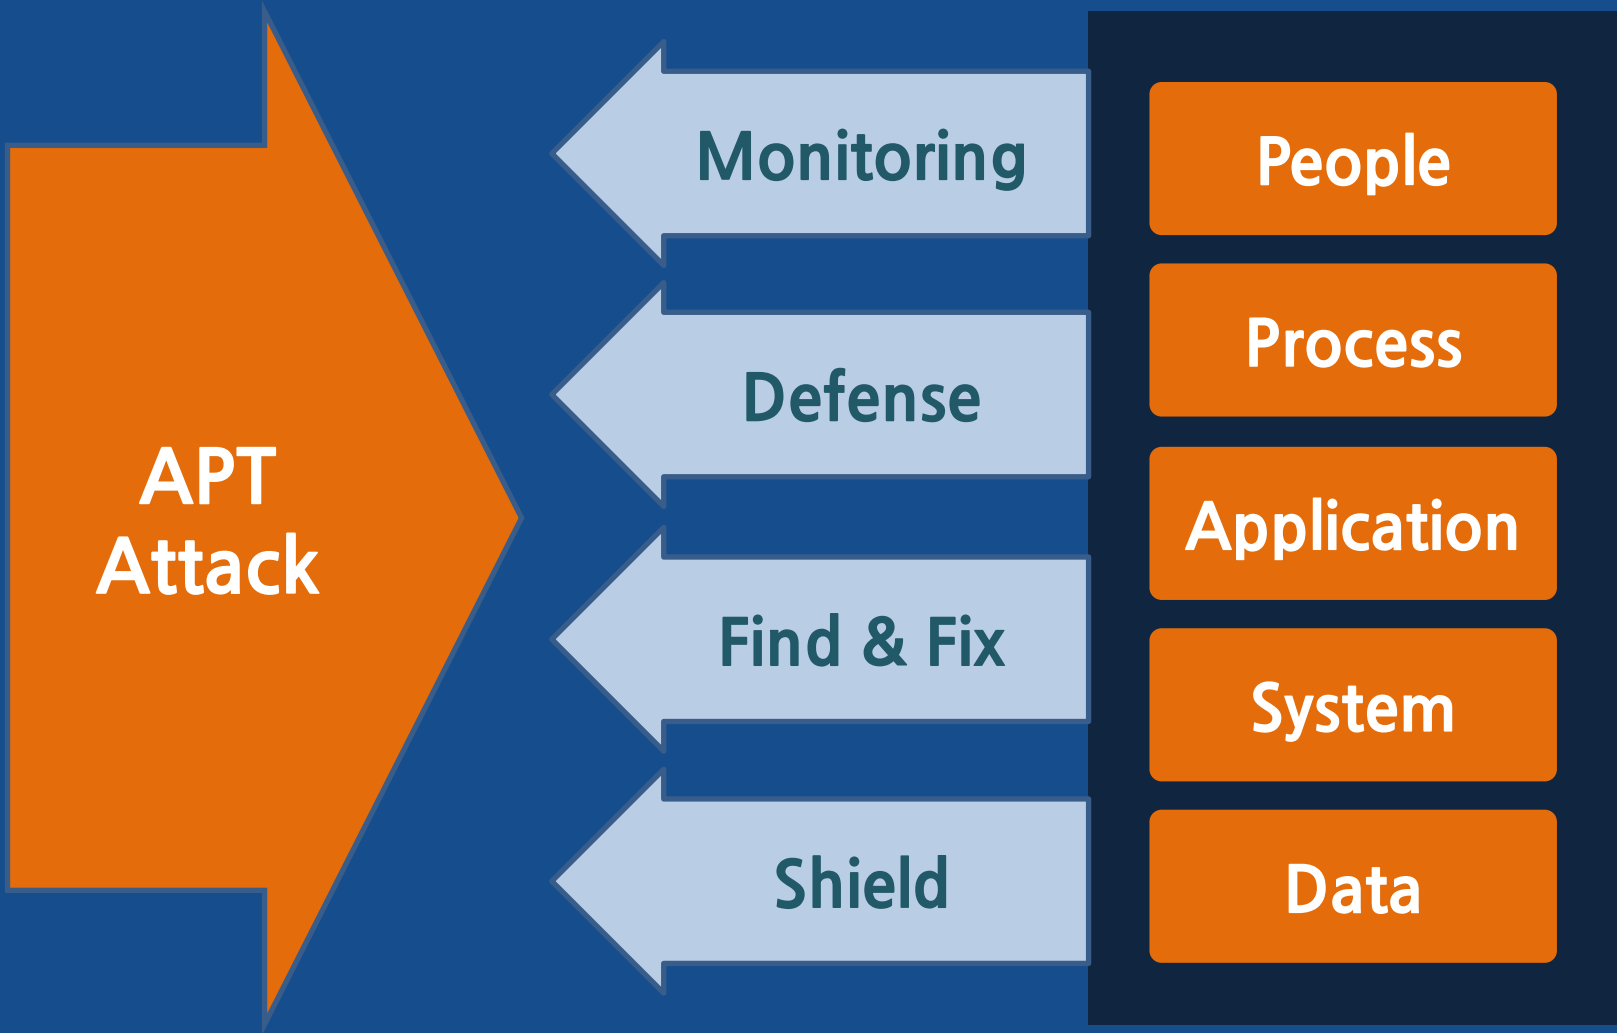 APT
Attack
Monitoring
Defense
Find & Fix
Shield
People
Process
Application
System
Data